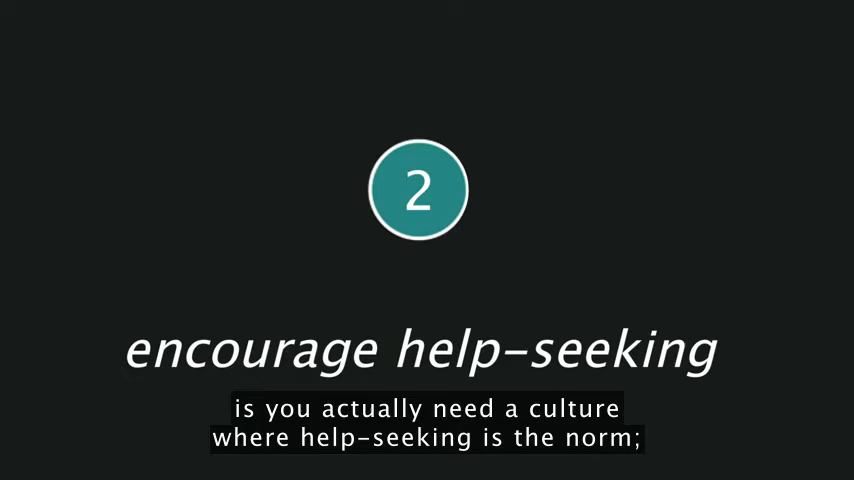 2
encourage help-seeking
is you actually need a culture
where help-seeking is the norm;